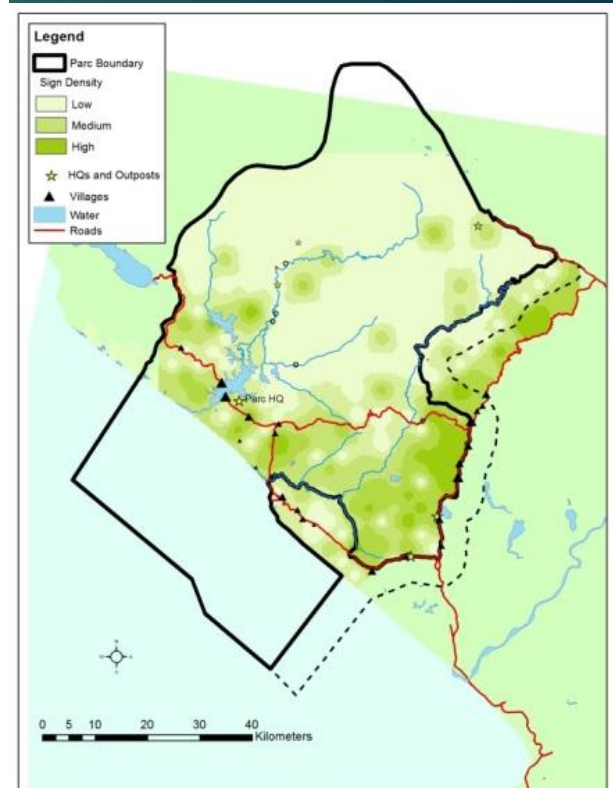 Legend
Parc Boundary
Sign Density
Low
Medium
High
HQs and Outposts
Villages
Water
Roads
Parc HQ
0 5 10 20 30 40
Kilometers